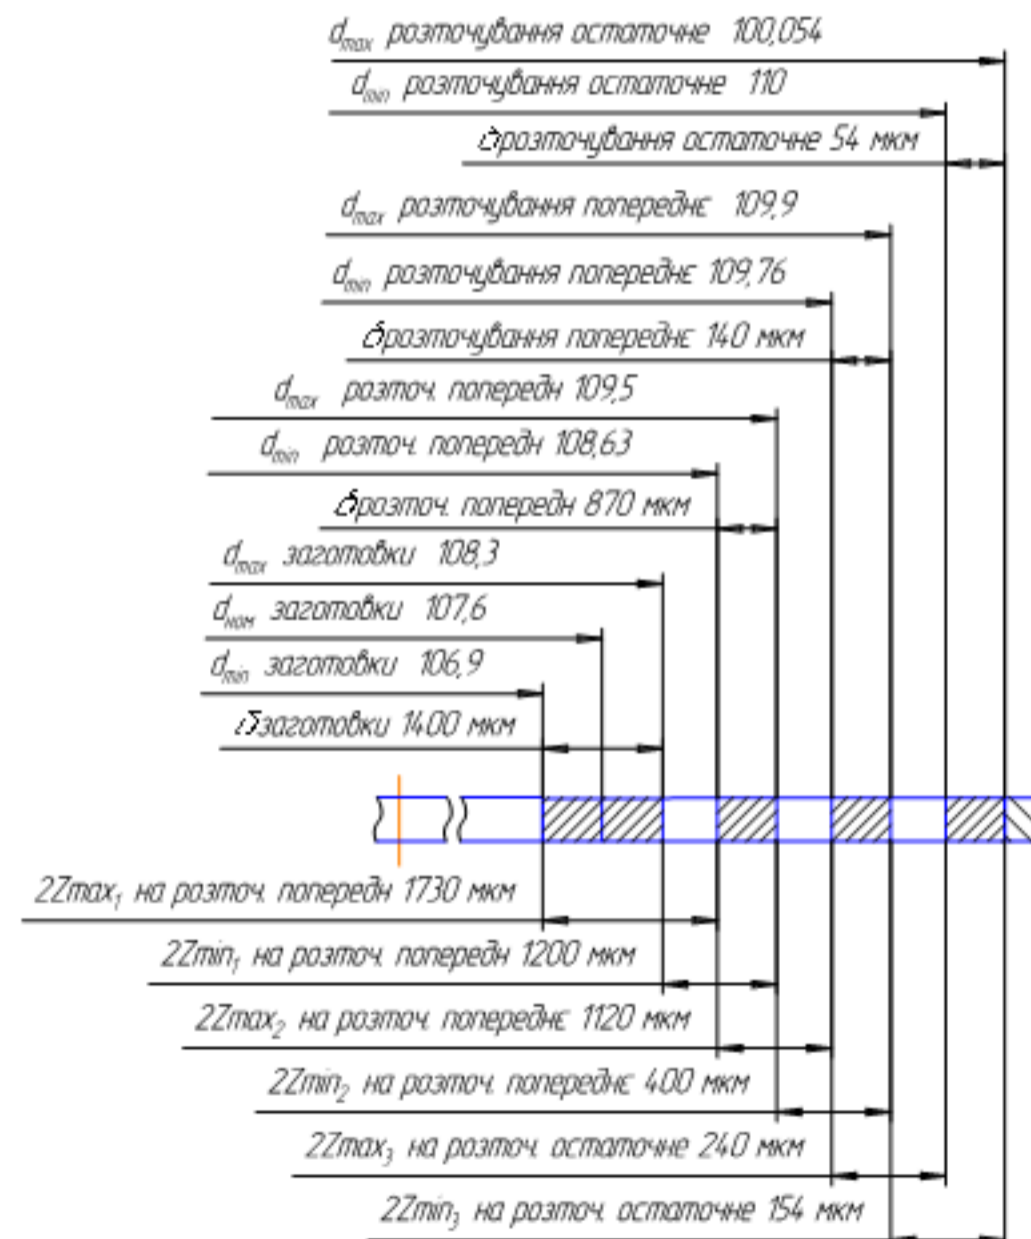 dmax розточування остаточне 100,054
dmin розточування остаточне 110
δрозточування остаточне 54 мкм
dmax розточування попереднє 109,9
dmin розточування попереднє 109,76
δрозточування попереднє 140 мкм
dmax розточ. попередн 109,5
dmin розточ. попередн 108,63
δрозточ. попередн 870 мкм
dmax заготовки 108,3
dном заготовки 107,6
dmin заготовки 106,9
δзаготовки 1400 мкм
2Zmax1 на розточ. попередн 1730 мкм
2Zmin1 на розточ. попередн 1200 мкм
2Zmax2 на розточ. попереднє 1120 мкм
2Zmin2 на розточ. попереднє 400 мкм
2Zmax3 на розточ. остаточне 240 мкм
2Zmin3 на розточ. остаточне 154 мкм